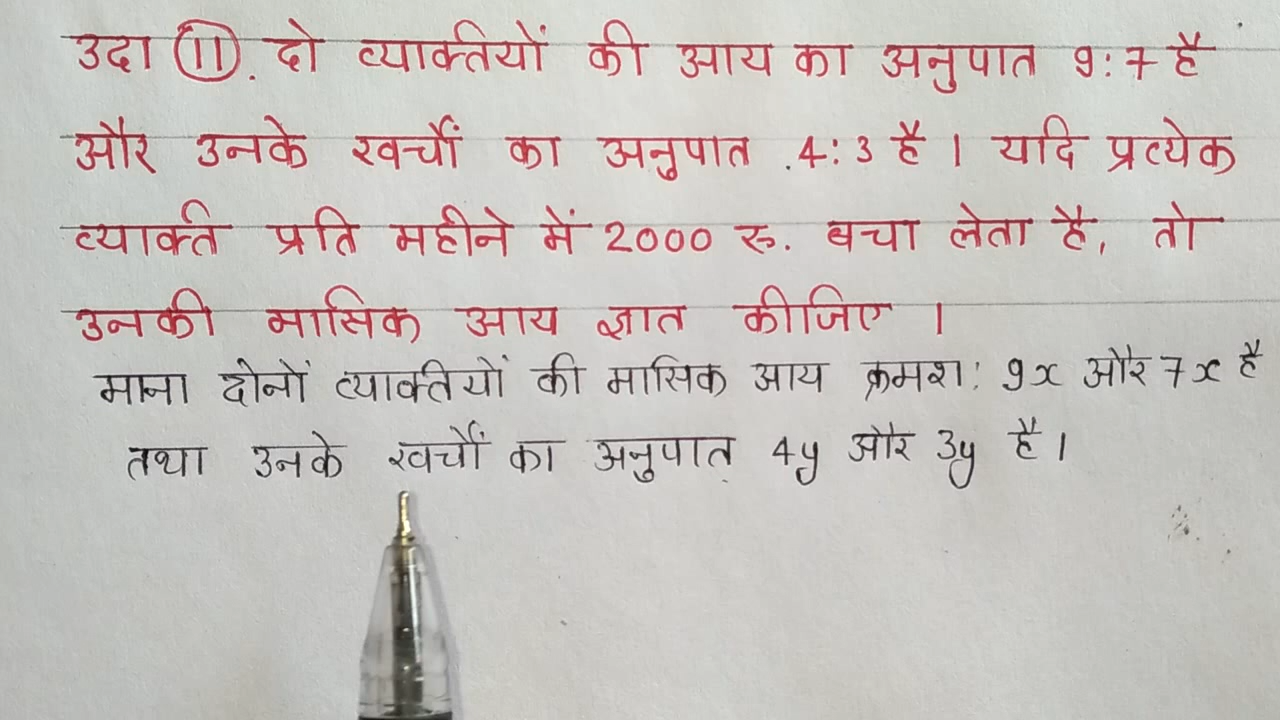 उदा (11). दो व्यक्तियों की आय का अनुपात 9:7 है
और उनके खर्चों का अनुपात 4:3 है। यदि प्रत्येक
व्यक्ति प्रति महीने में 2000 रु. बचा लेता है, तो
उनकी मासिक आय ज्ञात कीजिए ।
माना दोनों व्यक्तियों की मासिक आय क्रमश: 9x और 7x है
तथा उनके खर्चों का अनुपात 4y और 3y है।